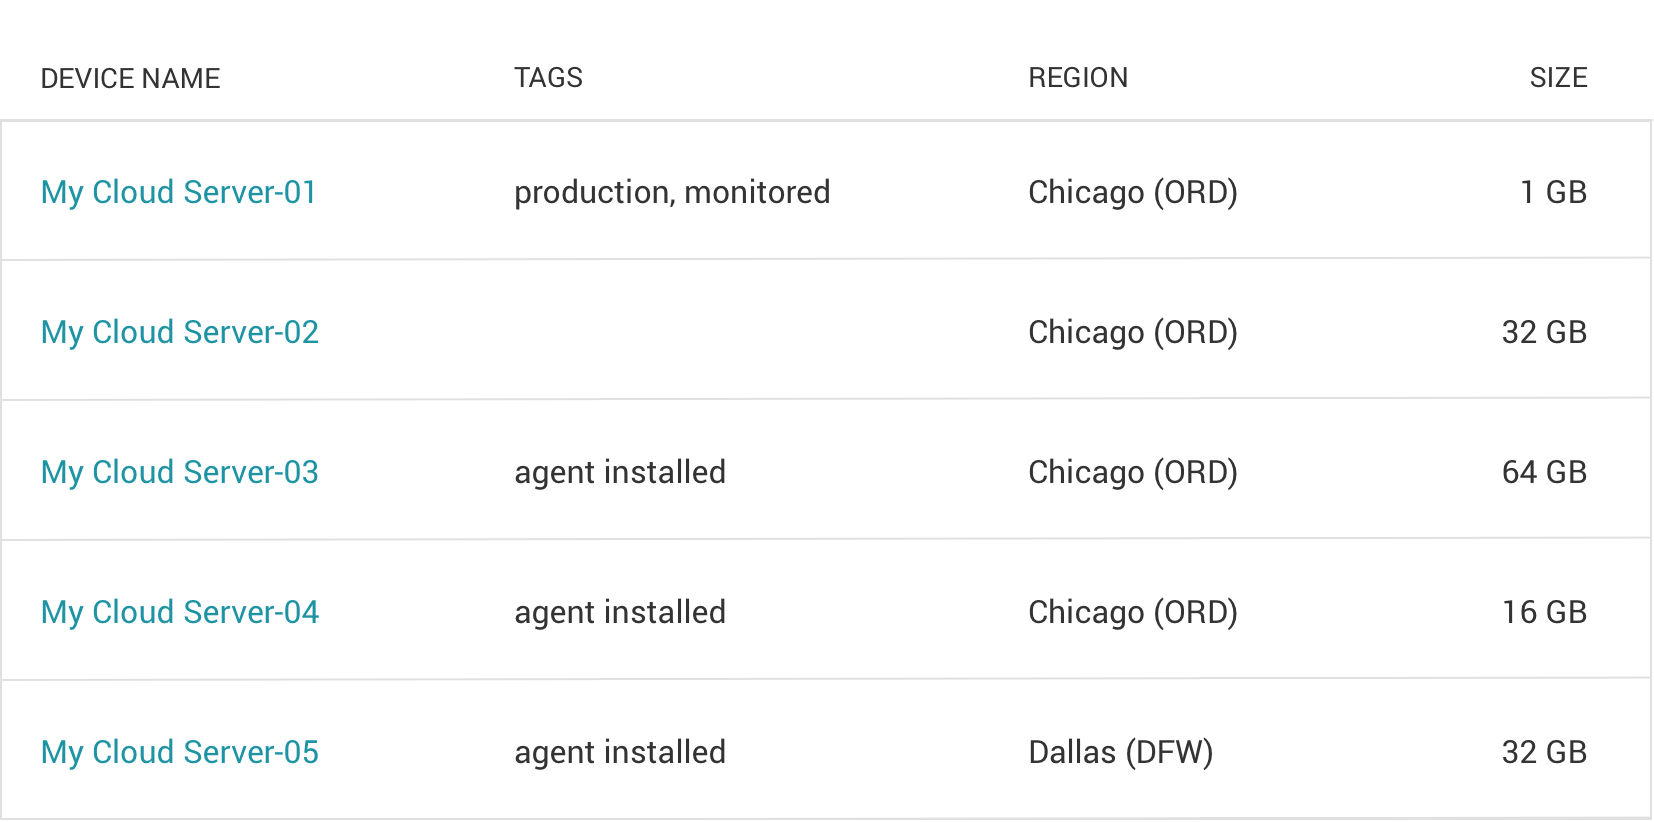 DEVICE NAME TAGS REGION SIZE
My Cloud Server-01 production, monitored Chicago (ORD) 1 GB
My Cloud Server-02 Chicago (ORD) 32 GB
My Cloud Server-03 agent installed Chicago (ORD) 64 GB
My Cloud Server-04 agent installed Chicago (ORD) 16 GB
My Cloud Server-05 agent installed Dallas (DFW) 32 GB